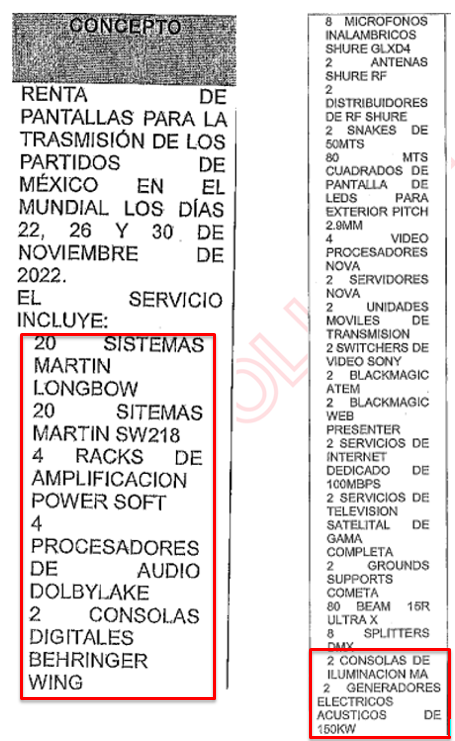 CONCEPTO
RENTA DE
PANTALLAS PARA LA
TRASMISIÓN DE LOS
PARTIDOS DE
MÉXICO EN EL
MUNDIAL LOS DÍAS
22, 26 Y 30 DE
NOVIEMBRE DE
2022.
EL SERVICIO
INCLUYE:
20 SISTEMAS
MARTIN
LONGBOW
20 SITEMAS
MARTIN SW218
4 RACKS DE
AMPLIFICACION
POWER SOFT
4
PROCESADORES
DE AUDIO
DOLBYLAKE
2 CONSOLAS
DIGITALES
BEHRINGER
WING
8 MICROFONOS
INALAMBRICOS
SHURE GLXD4
2 ANTENAS
SHURE RF
2
DISTRIBUIDORES
DE RF SHURE
2 SNAKES DE
50MTS
80 MTS
CUADRADOS DE
PANTALLA DE
LEDS PARA
EXTERIOR PITCH
2.9MM
4 VIDEO
PROCESADORES
NOVA
2 SERVIDORES
NOVA
2 UNIDADES
MOVILES DE
TRANSMISION
2 SWITCHERS DE
VIDEO SONY
2 BLACKMAGIC
ATEM
2 BLACKMAGIC
WEB
PRESENTER
2 SERVICIOS DE
INTERNET
DEDICADO DE
100MBPS
2 SERVICIOS DE
TELEVISION
SATELITAL DE
GAMA
COMPLETA
2 GROUNDS
SUPPORTS
COMETA
80 BEAM 15R
ULTRA X
8 SPLITTERS
DMX
2 CONSOLAS DE
ILUMINACION MA
2 GENERADORES
ELECTRICOS
ACUSTICOS DE
150KW